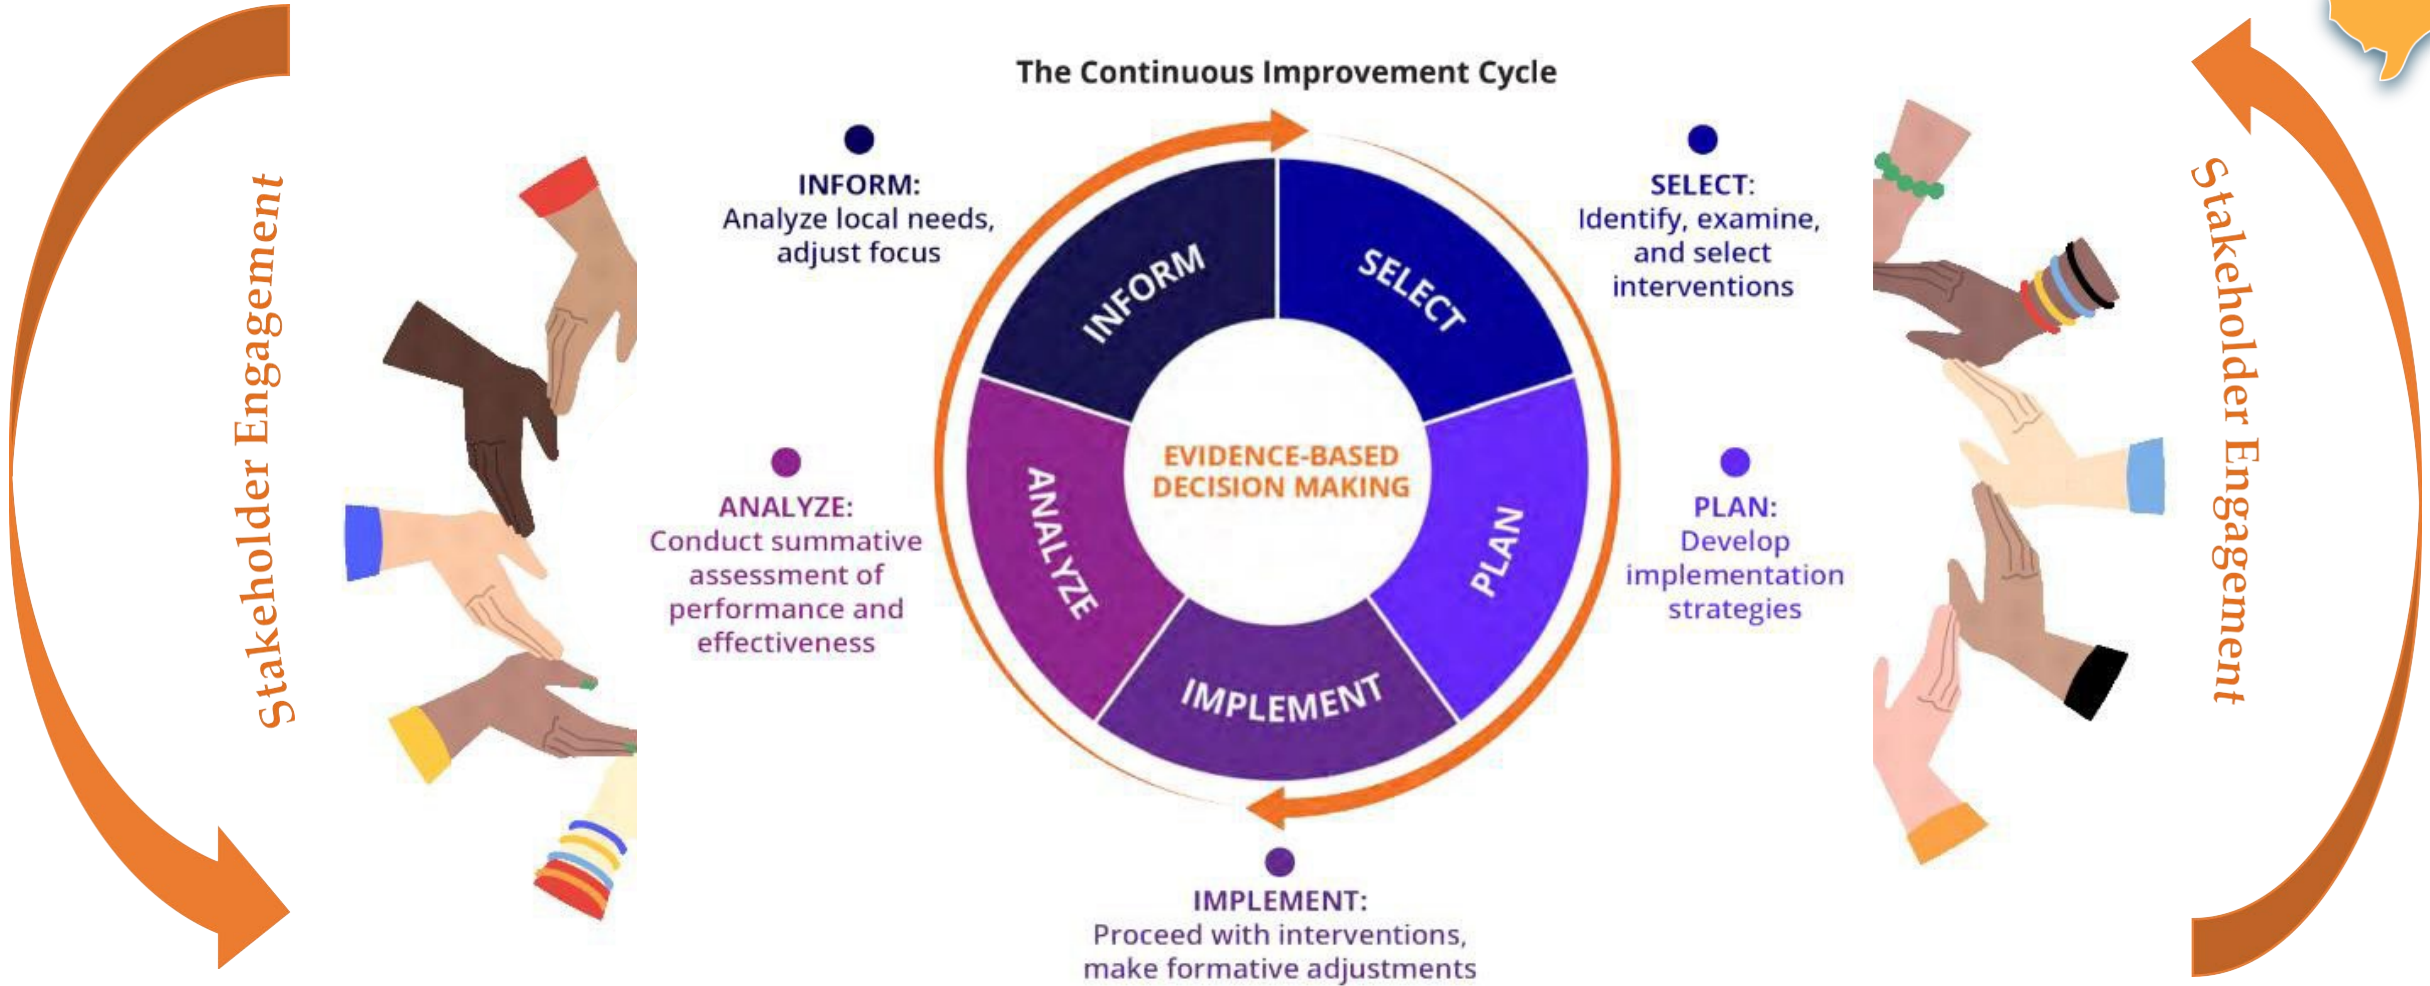 The Continuous Improvement Cycle
Stakeholder Engagement
INFORM:
Analyze local needs,
adjust focus
SELECT:
Identify, examine,
and select
interventions
PLAN:
Develop
implementation
strategies
IMPLEMENT:
Proceed with interventions,
make formative adjustments
ANALYZE:
Conduct summative
assessment of
performance and
effectiveness
INFORM
SELECT
PLAN
IMPLEMENT
ANALYZE
EVIDENCE-BASED
DECISION MAKING
Stakeholder Engagement